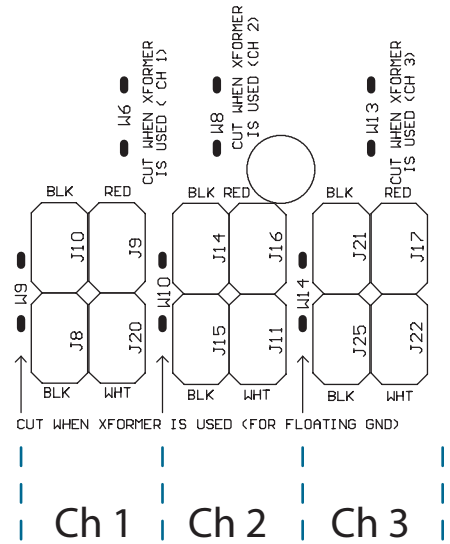 W6
CUT WHEN XFORMER
IS USED ( CH 1)
W8
CUT WHEN XFORMER
IS USED (CH 2)
W13
CUT WHEN XFORMER
IS USED (CH 3)
BLK RED
BLK RED
BLK RED
J10 J9
J14 J16
J21 J17
W9
W10
W14
J8 J20
J15 J11
J25 J22
BLK WHT
BLK WHT
BLK WHT
CUT WHEN XFORMER IS USED (FOR FLOATING GND)
Ch 1
Ch 2
Ch 3